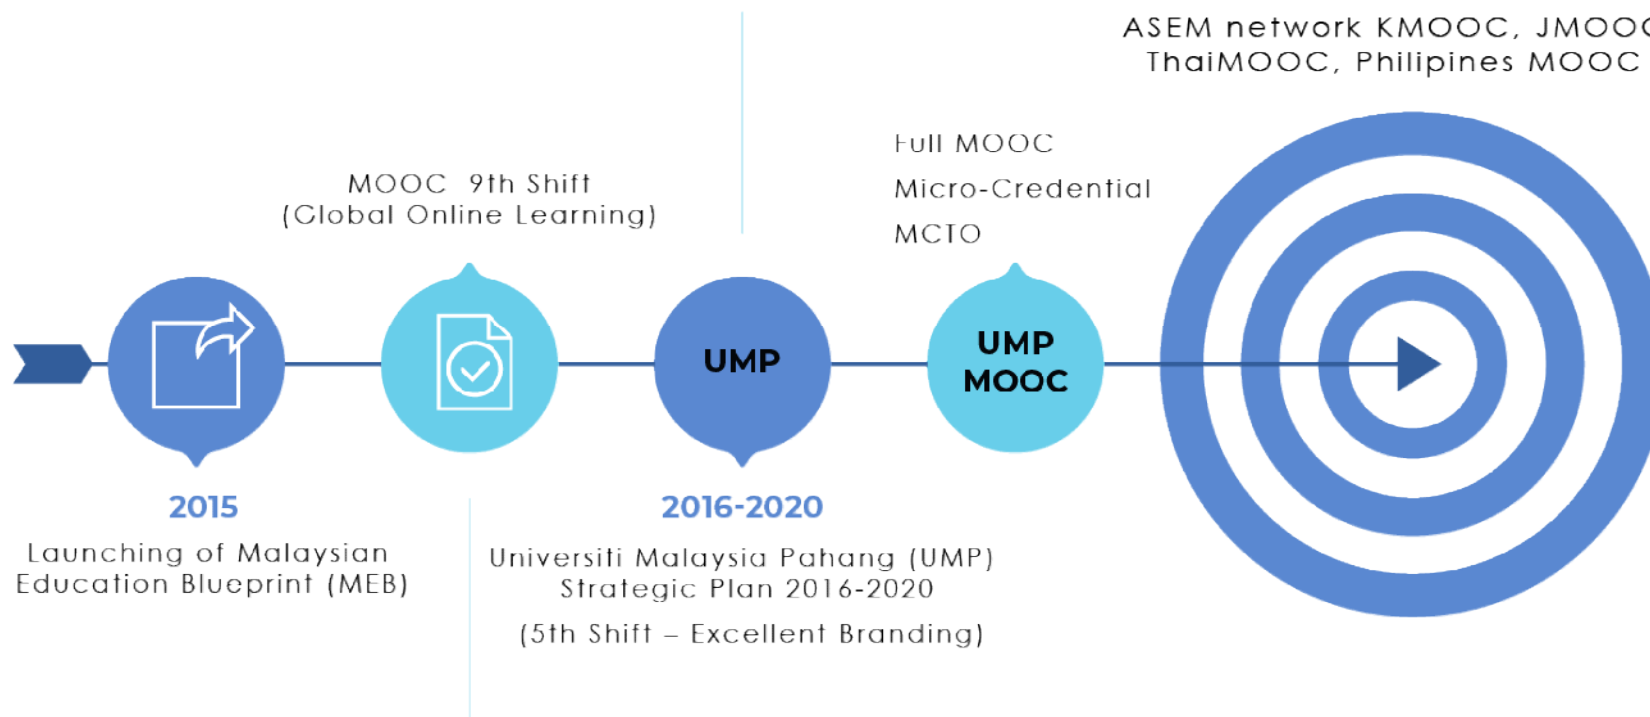 ASEM network KMOOC, JMOOC
ThaiMOOC, Philipines MOOC
Full MOOC
Micro-Credential
MCTO
MOOC 9th Shift
(Global Online Learning)
UMP
UMP
MOOC
2015
Launching of Malaysian
Education Blueprint (MEB)
2016-2020
Universiti Malaysia Pahang (UMP)
Strategic Plan 2016-2020
(5th Shift – Excellent Branding)